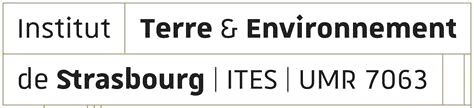 Institut Terre & Environnement
de Strasbourg | ITES | UMR 7063